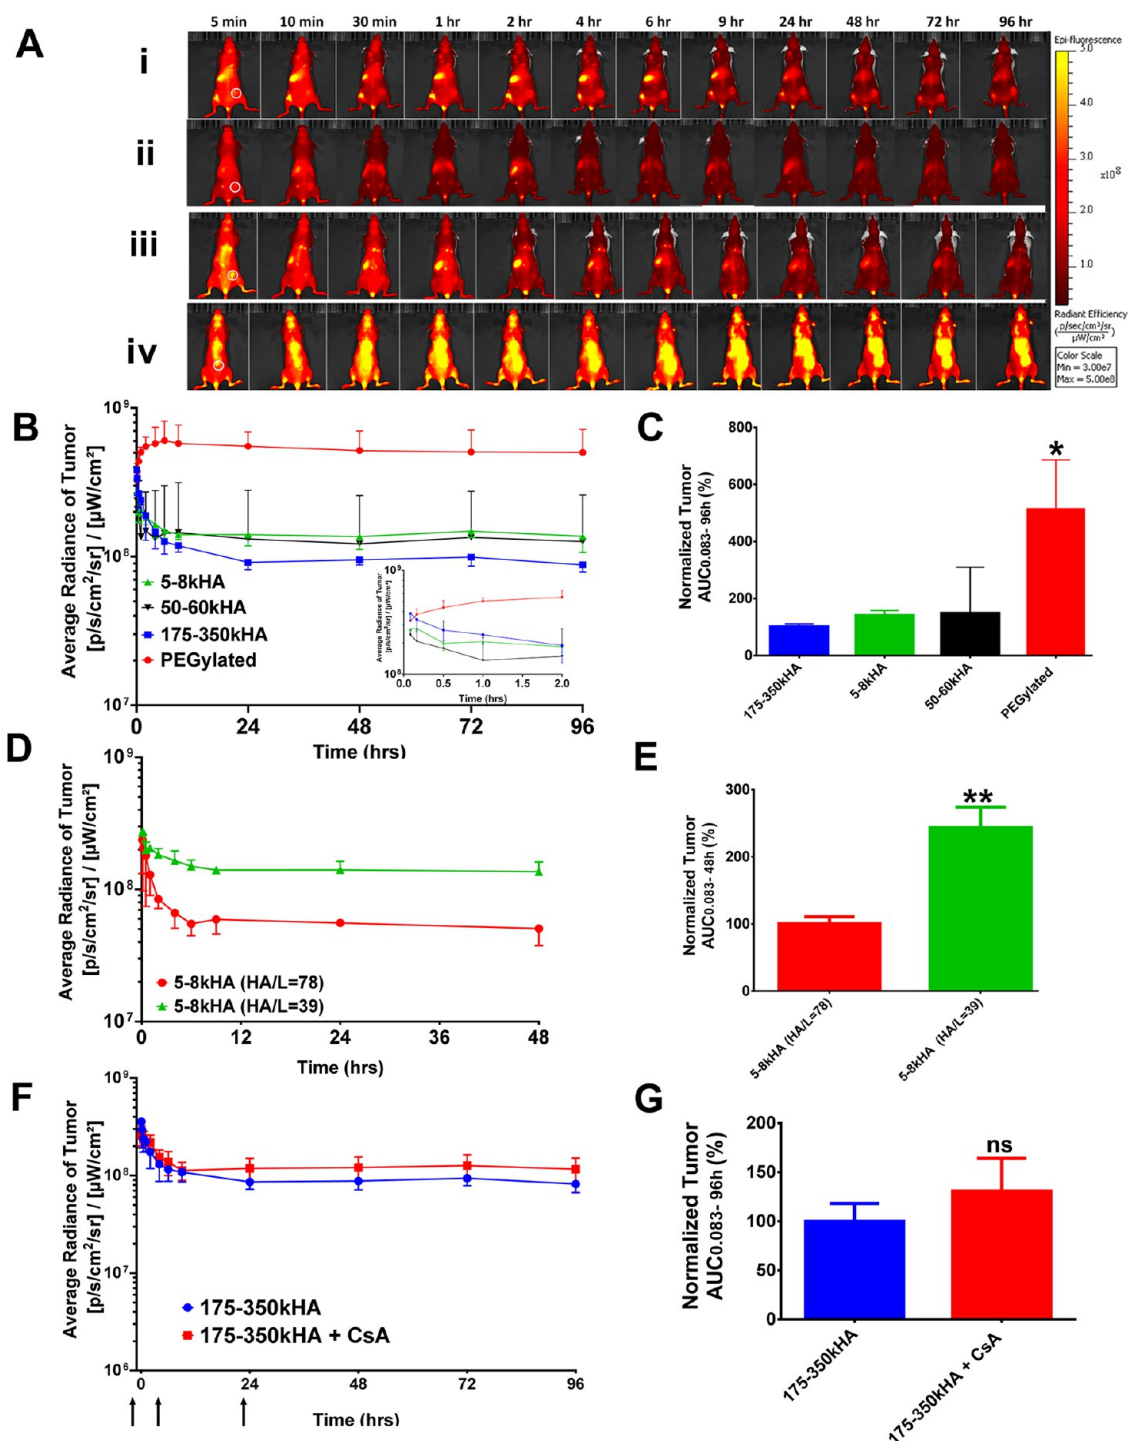 5 min 10 min 30 min 1 hr 2 hr 4 hr 6 hr 9 hr 24 hr 48 hr 72 hr 96 hr
A
i
ii
iii
iv
Epi-fluorescence
5.0
4.0
3.0
x10⁸
2.0
1.0
Radiant Efficiency
(p/sec/cm²/sr / µW/cm²)
Color Scale
Min = 3.00e7
Max = 5.00e8
B
Average Radiance of Tumor
[p/s/cm²/sr] / [µW/cm²]
10⁹
10⁸
10⁷
5-8kHA
50-60kHA
175-350kHA
PEGylated
0 24 48 72 96
Time (hrs)
Average Radiance of Tumor
[p/s/cm²/sr] / [µW/cm²]
10⁹
10⁸
0.0 0.5 1.0 1.5 2.0
Time (hrs)
C
Normalized Tumor
AUC0.083- 96h (%)
800
600
400
200
0
*
175-350kHA 5-8kHA 50-60kHA PEGylated
D
Average Radiance of Tumor
[p/s/cm²/sr] / [µW/cm²]
10⁹
10⁸
10⁷
5-8kHA (HA/L=78)
5-8kHA (HA/L=39)
0 12 24 36 48
Time (hrs)
E
Normalized Tumor
AUC0.083- 48h (%)
300
200
100
0
**
5-8kHA (HA/L=78) 5-8kHA (HA/L=39)
F
Average Radiance of Tumor
[p/s/cm²/sr] / [µW/cm²]
10⁹
10⁸
10⁷
10⁶
175-350kHA
175-350kHA + CsA
0 24 48 72 96
Time (hrs)
G
Normalized Tumor
AUC0.083- 96h (%)
200
150
100
50
0
ns
175-350kHA 175-350kHA + CsA